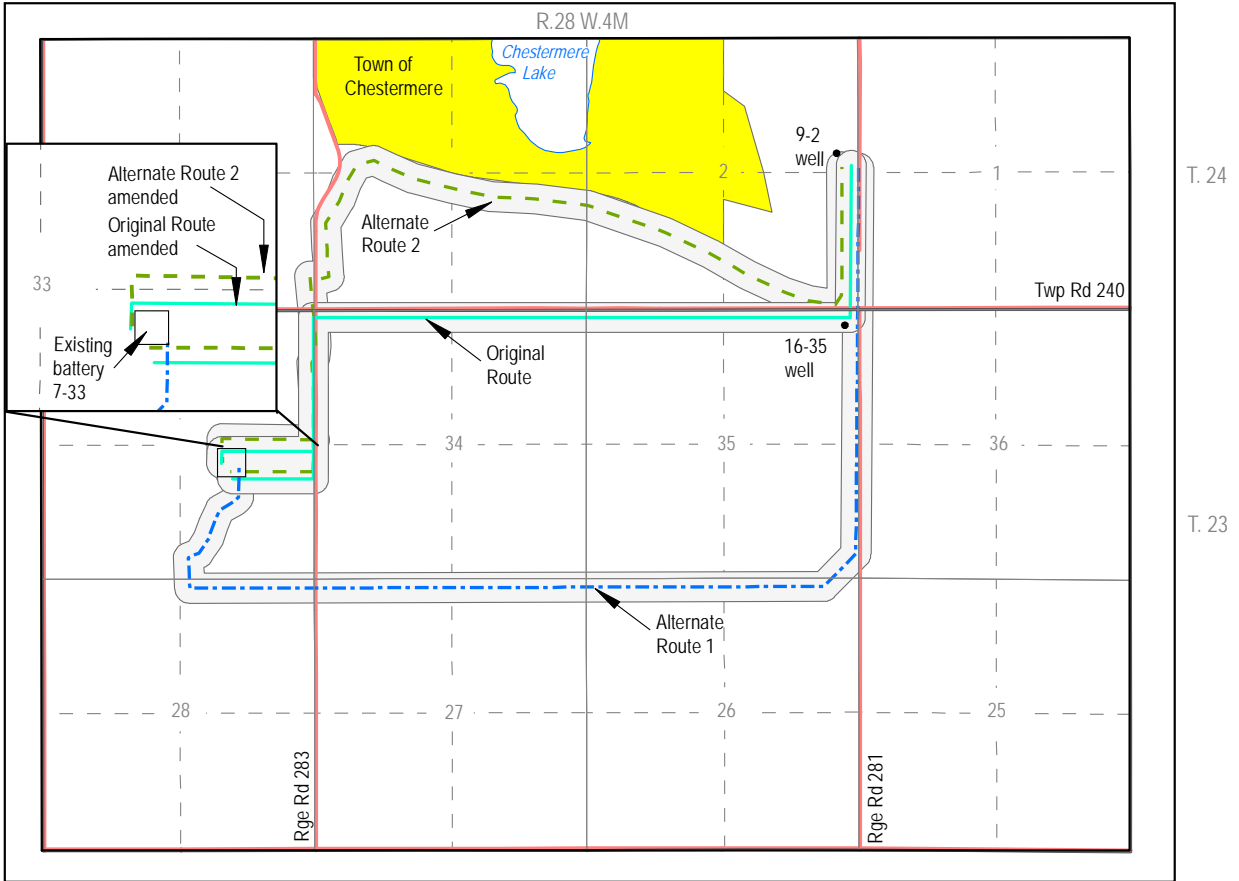 R.28 W.4M
Town of
Chestermere
Chestermere
Lake
9-2
well
2
1
T. 24
Alternate Route 2
amended
Original Route
amended
Alternate
Route 2
33
Twp Rd 240
Existing
battery
7-33
Original
Route
16-35
well
34
35
36
T. 23
Alternate
Route 1
28
27
26
25
Rge Rd 283
Rge Rd 281